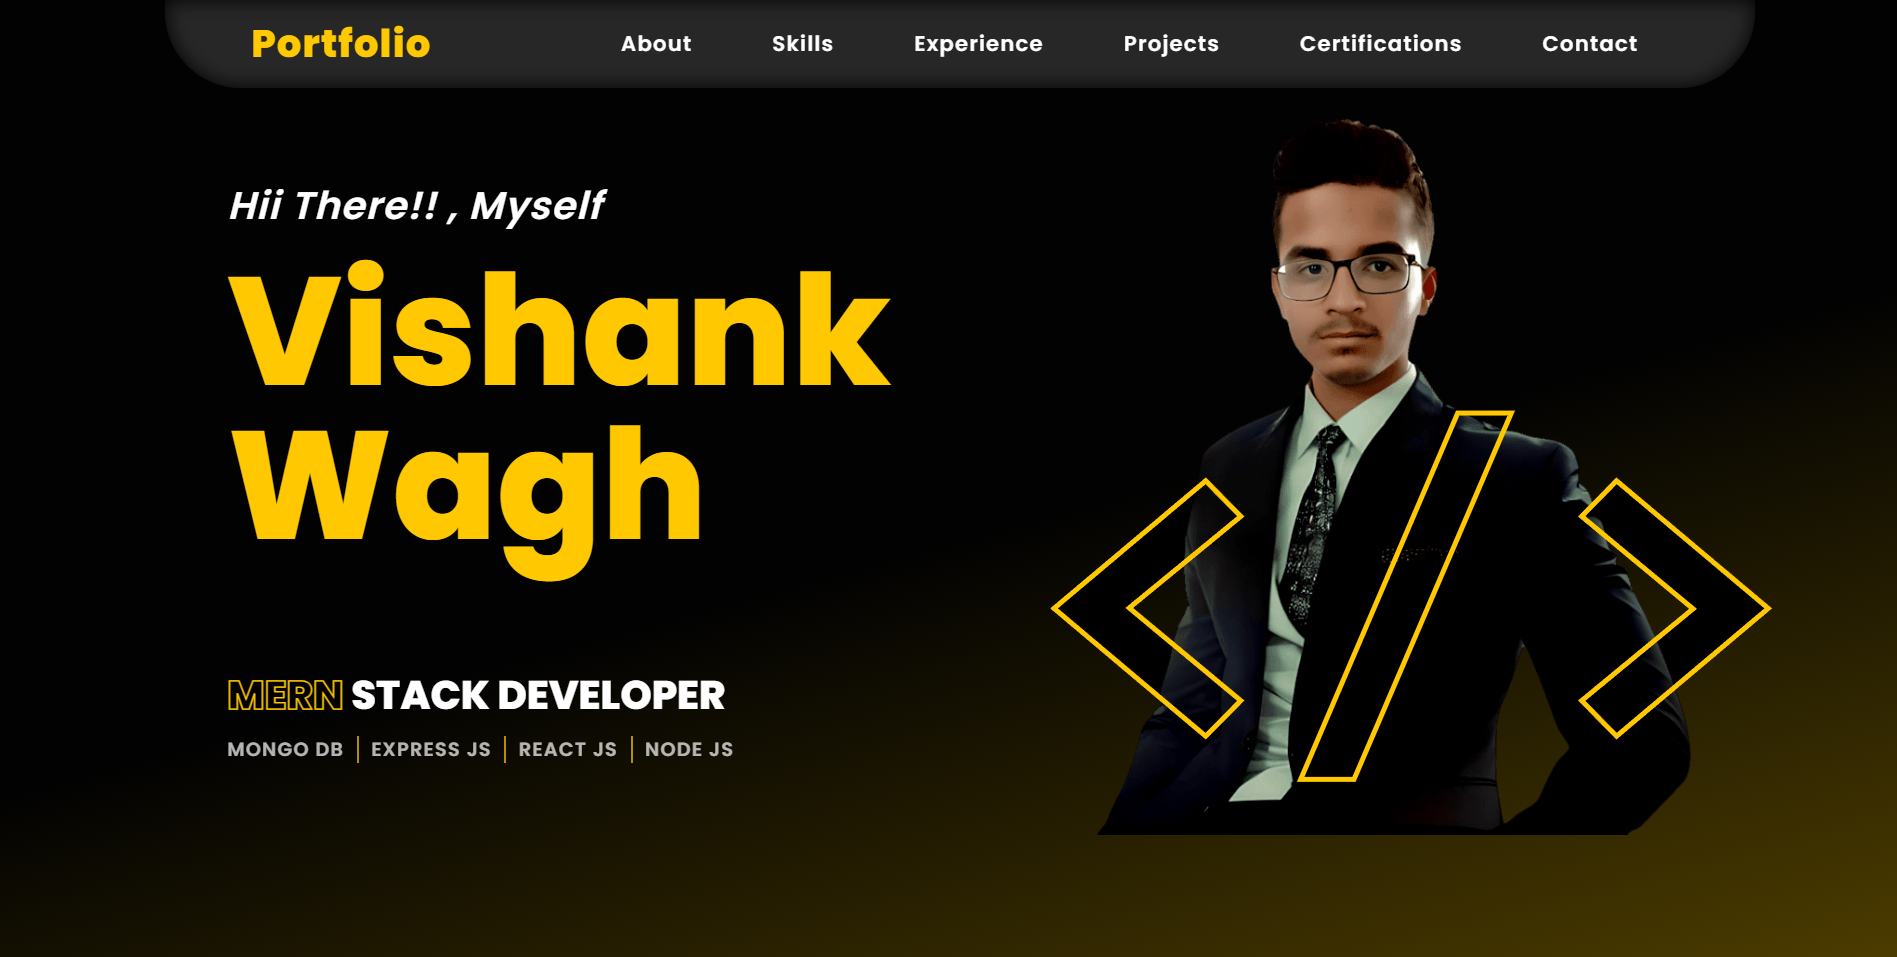 Portfolio About Skills Experience Projects Certifications Contact
Hii There!! , Myself
Vishank
Wagh
MERN STACK DEVELOPER
MONGO DB | EXPRESS JS | REACT JS | NODE JS